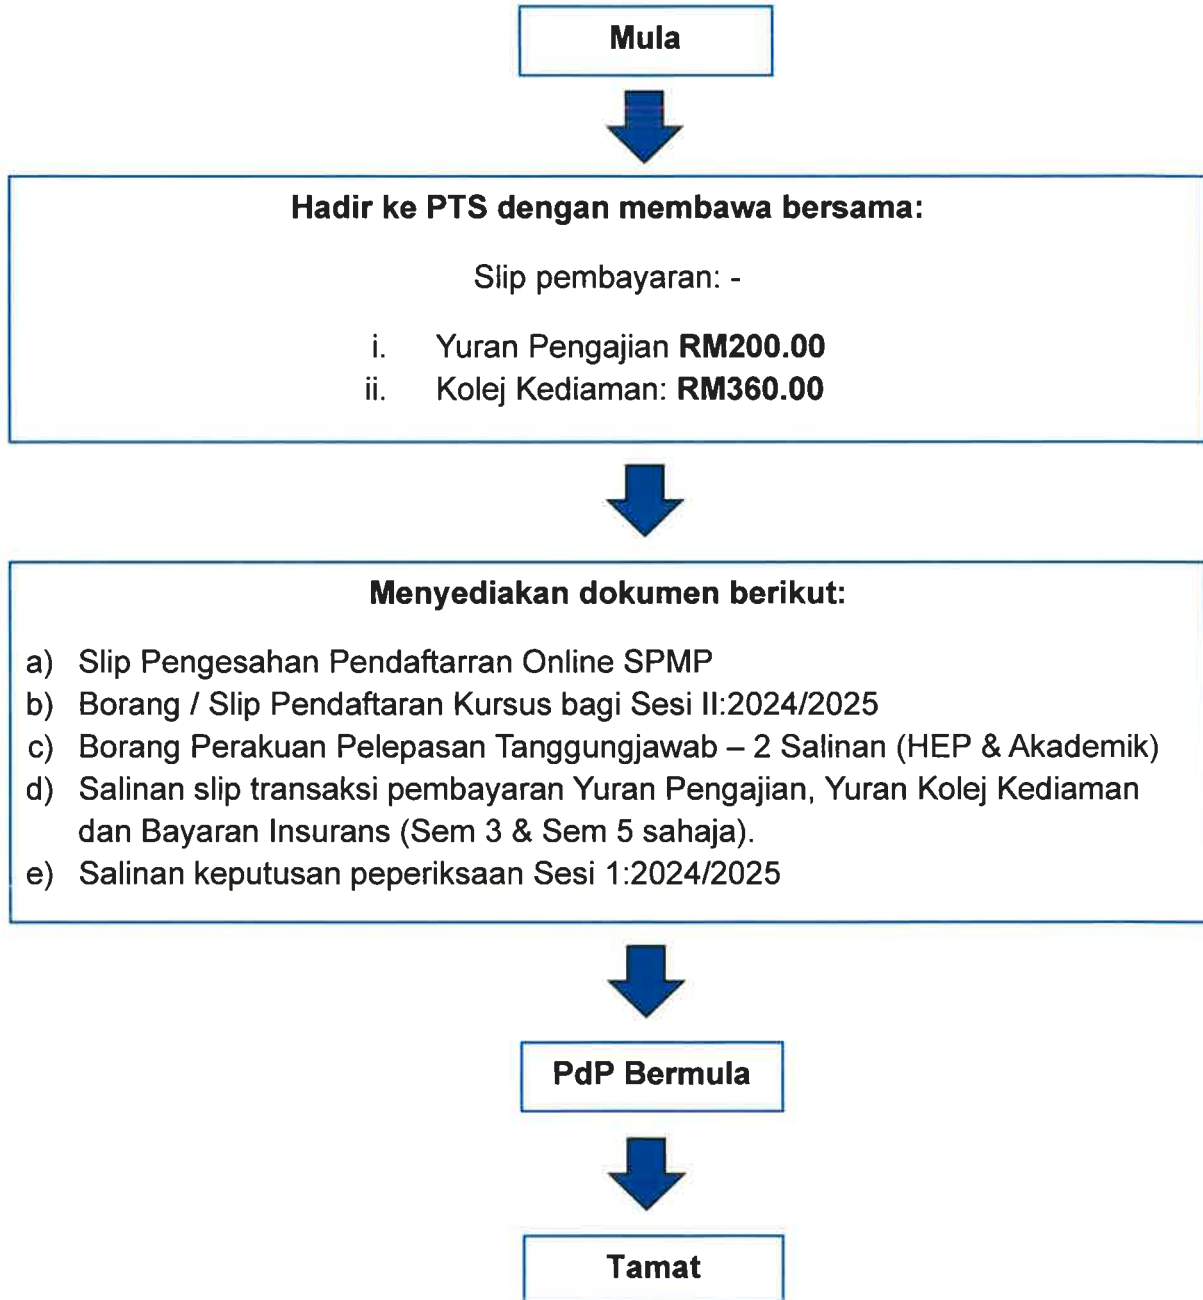 Mula
Hadir ke PTS dengan membawa bersama:
Slip pembayaran: -
i. Yuran Pengajian RM200.00
ii. Kolej Kediaman: RM360.00
Menyediakan dokumen berikut:
a) Slip Pengesahan Pendaftarran Online SPMP
b) Borang / Slip Pendaftaran Kursus bagi Sesi II:2024/2025
c) Borang Perakuan Pelepasan Tanggungjawab – 2 Salinan (HEP & Akademik)
d) Salinan slip transaksi pembayaran Yuran Pengajian, Yuran Kolej Kediaman
dan Bayaran Insurans (Sem 3 & Sem 5 sahaja).
e) Salinan keputusan peperiksaan Sesi 1:2024/2025
PdP Bermula
Tamat